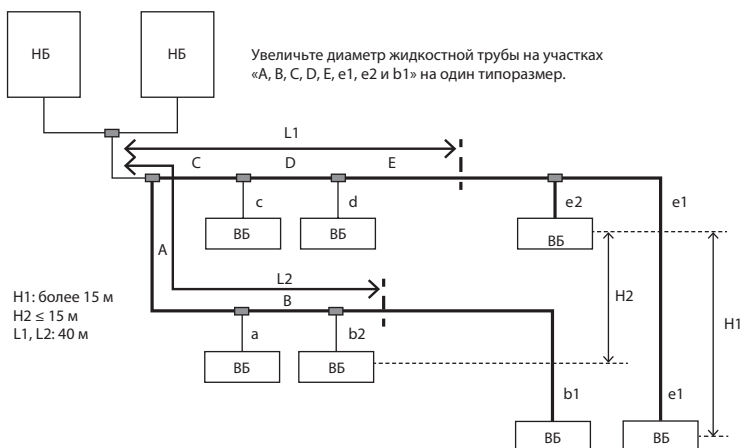 НБ
НБ
Увеличьте диаметр жидкостной трубы на участках
«A, B, C, D, E, e1, e2 и b1» на один типоразмер.
L1
C
D
E
c
d
e2
e1
ВБ
ВБ
ВБ
A
L2
B
H2
H1
H1: более 15 м
H2 ≤ 15 м
L1, L2: 40 м
a
b2
ВБ
ВБ
b1
e1
ВБ
ВБ